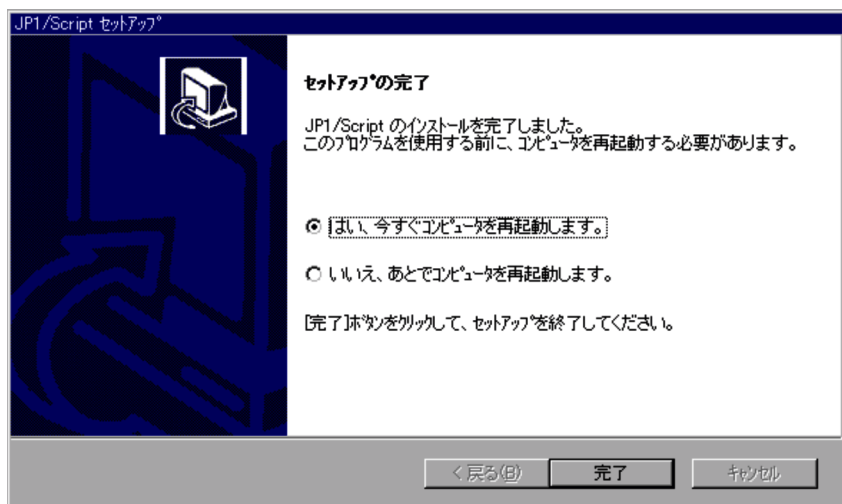 JP1/Script ｾｯﾄｱｯﾌﾟ
ｾｯﾄｱｯﾌﾟの完了
JP1/Script のｲﾝｽﾄｰﾙを完了しました。
このﾌﾟﾛｸﾞﾗﾑを使用する前に、ｺﾝﾋﾟｭｰﾀを再起動する必要があります。
はい、今すぐｺﾝﾋﾟｭｰﾀを再起動します。
いいえ、あとでｺﾝﾋﾟｭｰﾀを再起動します。
[完了]ﾎﾞﾀﾝをｸﾘｯｸして、ｾｯﾄｱｯﾌﾟを終了してください。
< 戻る(B)
完了
ｷｬﾝｾﾙ